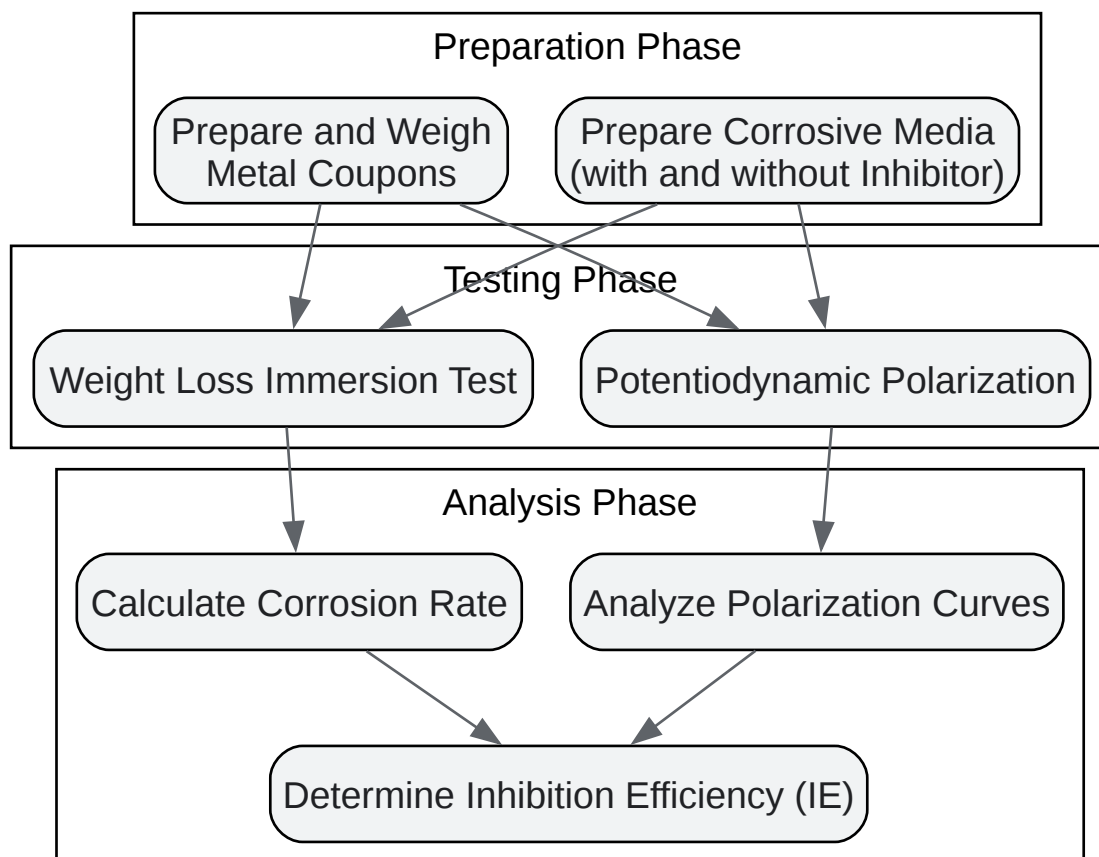 Preparation Phase
Prepare and Weigh
Metal Coupons
Prepare Corrosive Media
(with and without Inhibitor)
Testing Phase
Weight Loss Immersion Test
Potentiodynamic Polarization
Analysis Phase
Calculate Corrosion Rate
Analyze Polarization Curves
Determine Inhibition Efficiency (IE)